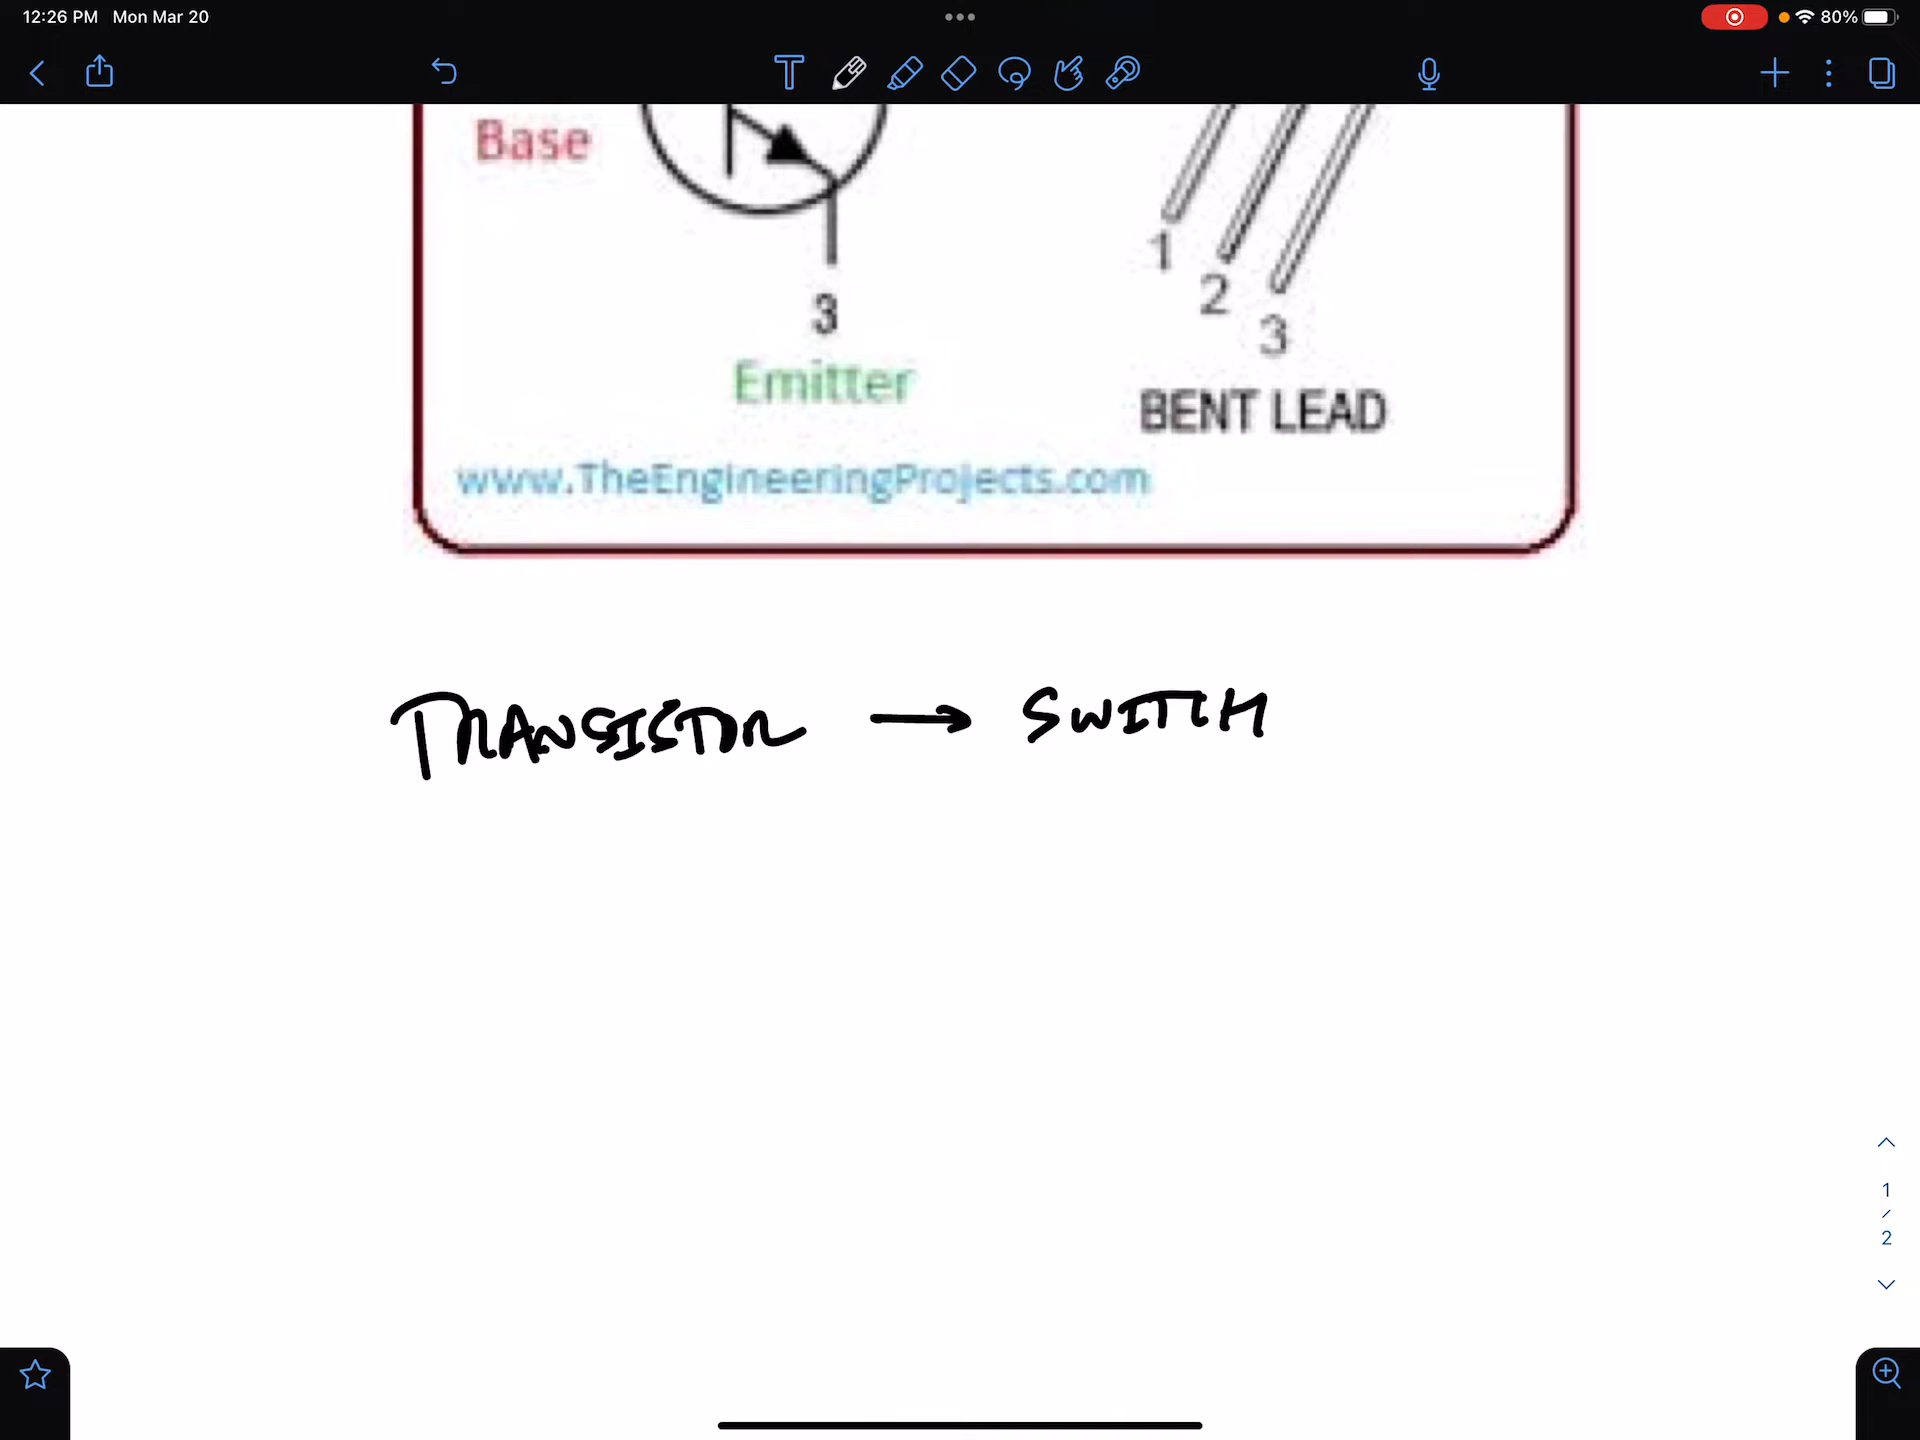 12:26 PM Mon Mar 20
80%
Base
1
2
3
3
Emitter
BENT LEAD
www.TheEngineeringProjects.com
TRANSISTOR → SWITCH
1
/
2